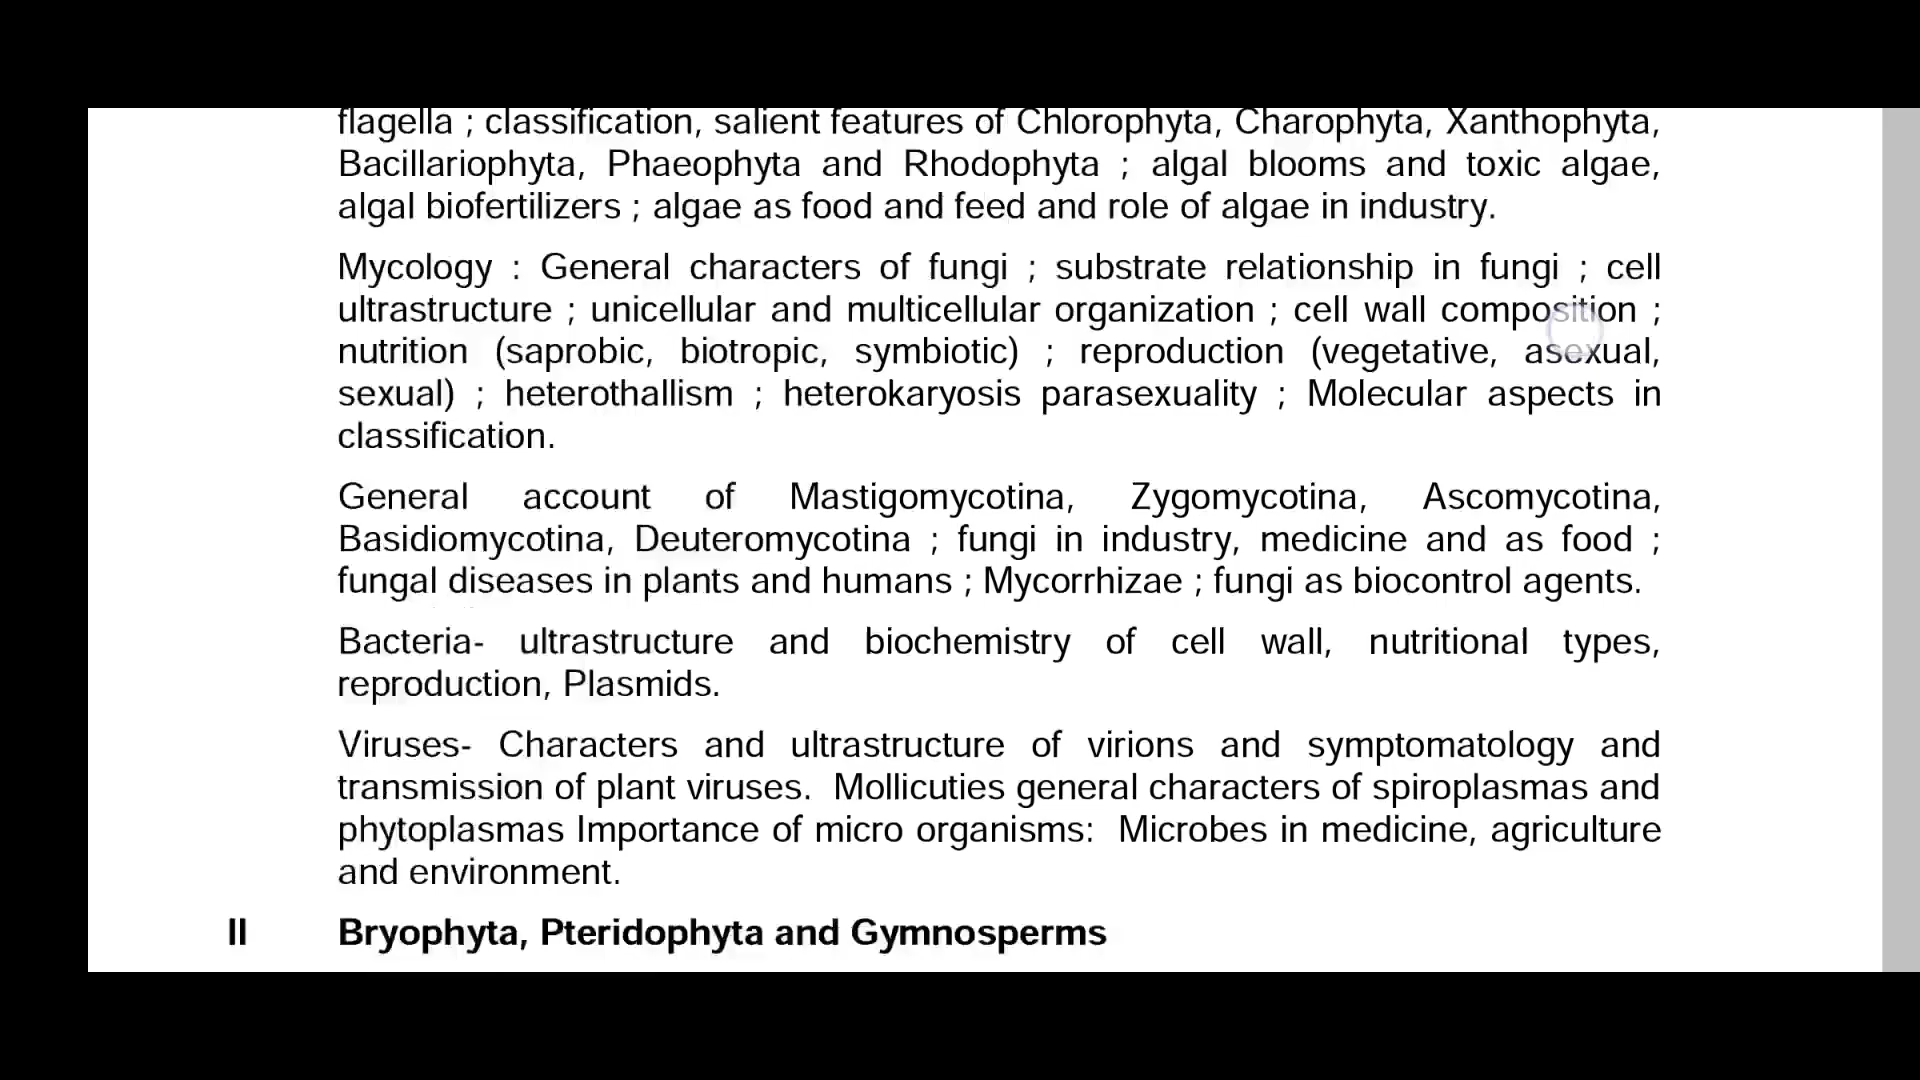 flagella ; classification, salient features of Chlorophyta, Charophyta, Xanthophyta,
Bacillariophyta, Phaeophyta and Rhodophyta ; algal blooms and toxic algae,
algal biofertilizers ; algae as food and feed and role of algae in industry.
Mycology : General characters of fungi ; substrate relationship in fungi ; cell
ultrastructure ; unicellular and multicellular organization ; cell wall composition ;
nutrition (saprobic, biotropic, symbiotic) ; reproduction (vegetative, asexual,
sexual) ; heterothallism ; heterokaryosis parasexuality ; Molecular aspects in
classification.
General account of Mastigomycotina, Zygomycotina, Ascomycotina,
Basidiomycotina, Deuteromycotina ; fungi in industry, medicine and as food ;
fungal diseases in plants and humans ; Mycorrhizae ; fungi as biocontrol agents.
Bacteria- ultrastructure and biochemistry of cell wall, nutritional types,
reproduction, Plasmids.
Viruses- Characters and ultrastructure of virions and symptomatology and
transmission of plant viruses. Mollicuties general characters of spiroplasmas and
phytoplasmas Importance of micro organisms: Microbes in medicine, agriculture
and environment.
II Bryophyta, Pteridophyta and Gymnosperms